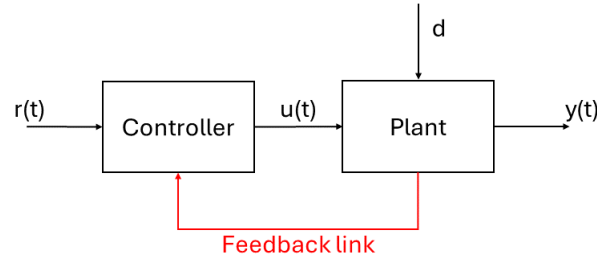 d
r(t)
Controller
u(t)
Plant
y(t)
Feedback link